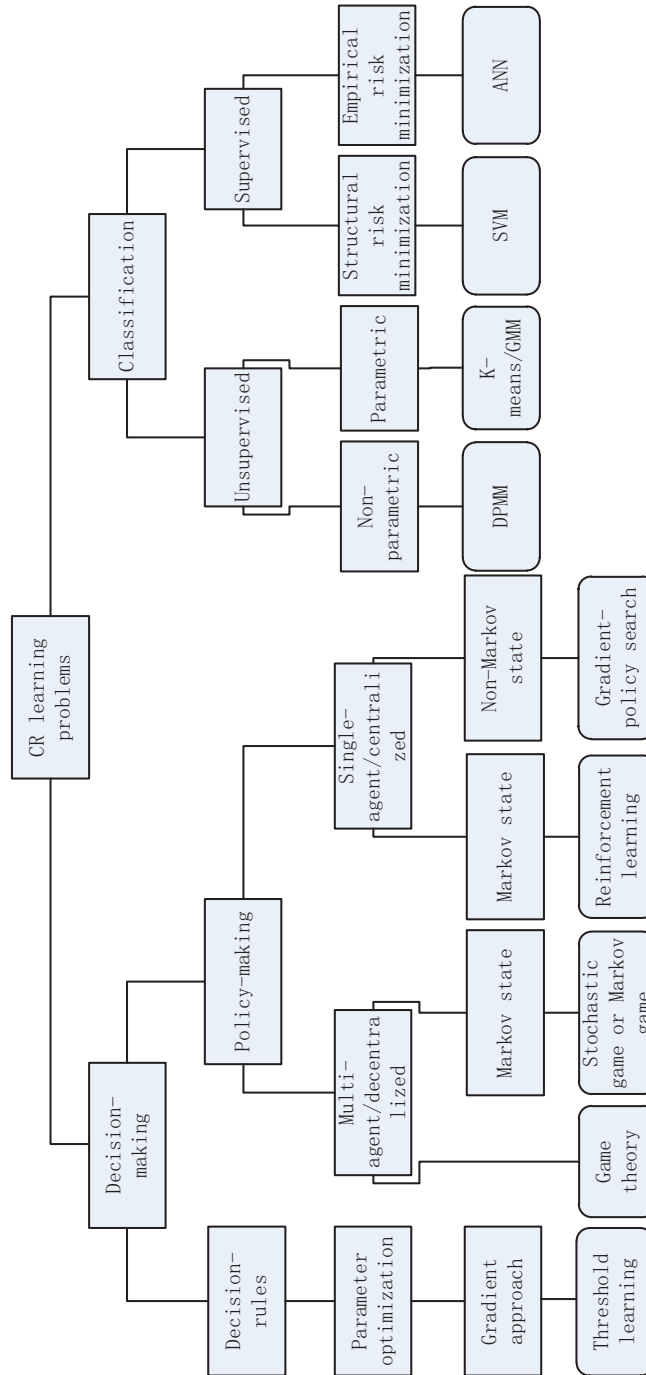 CR learning
problems
Decision-
making
Classification
Decision-
rules
Policy-making
Unsupervised
Supervised
Parameter
optimization
Multi-
agent/decentra
lized
Single-
agent/centrali
zed
Non-
parametric
Parametric
Structural
risk
minimization
Empirical
risk
minimization
Gradient
approach
Markov state
Markov state
Non-Markov
state
DPMM
K-
means/GMM
SVM
ANN
Threshold
learning
Game
theory
Stochastic
game or Markov
game
Reinforcement
learning
Gradient-
policy search